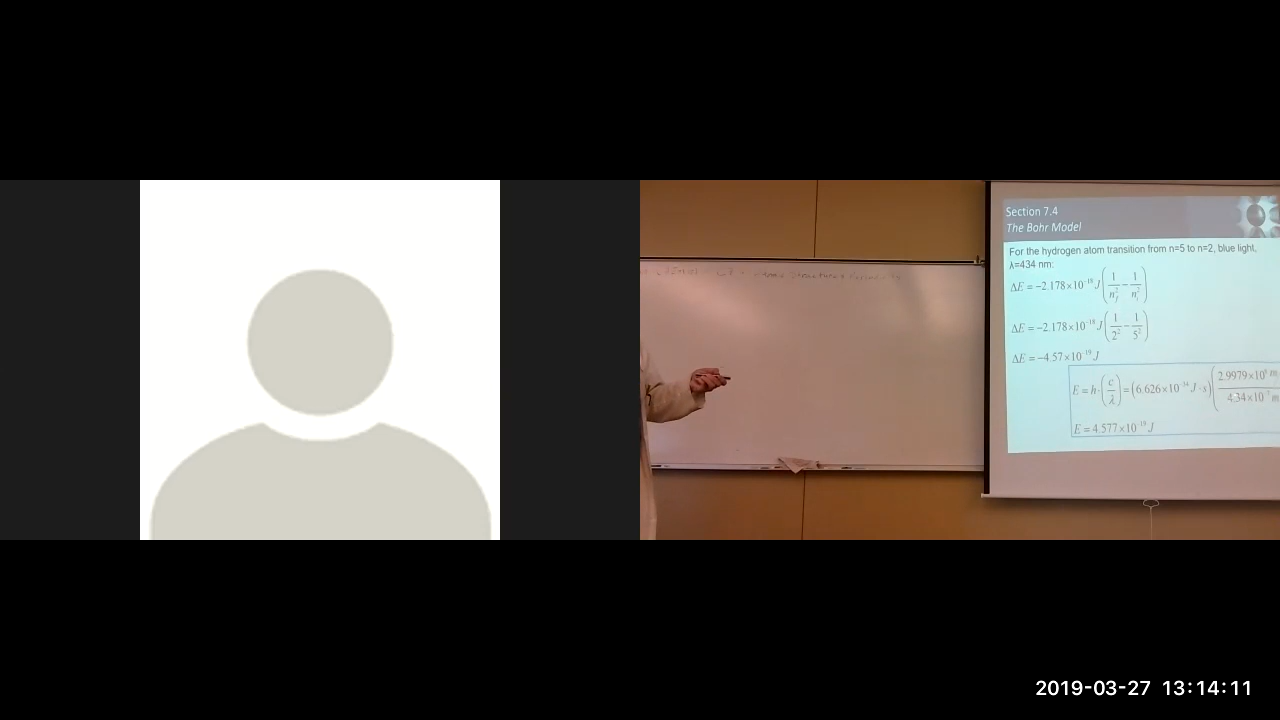 Section 7.4
The Bohr Model
For the hydrogen atom transition from n=5 to n=2, blue light,
λ=434 nm:
ΔE = −2.178×10⁻¹⁸ J (1/n_f² − 1/n_i²)
ΔE = −2.178×10⁻¹⁸ J (1/2² − 1/5²)
ΔE = −4.57×10⁻¹⁹ J
E = h·(c/λ) = (6.626×10⁻³⁴ J·s)(2.9979×10⁸ m / 4.34×10⁻⁷ m
E = 4.577×10⁻¹⁹ J
2019-03-27 13:14:11